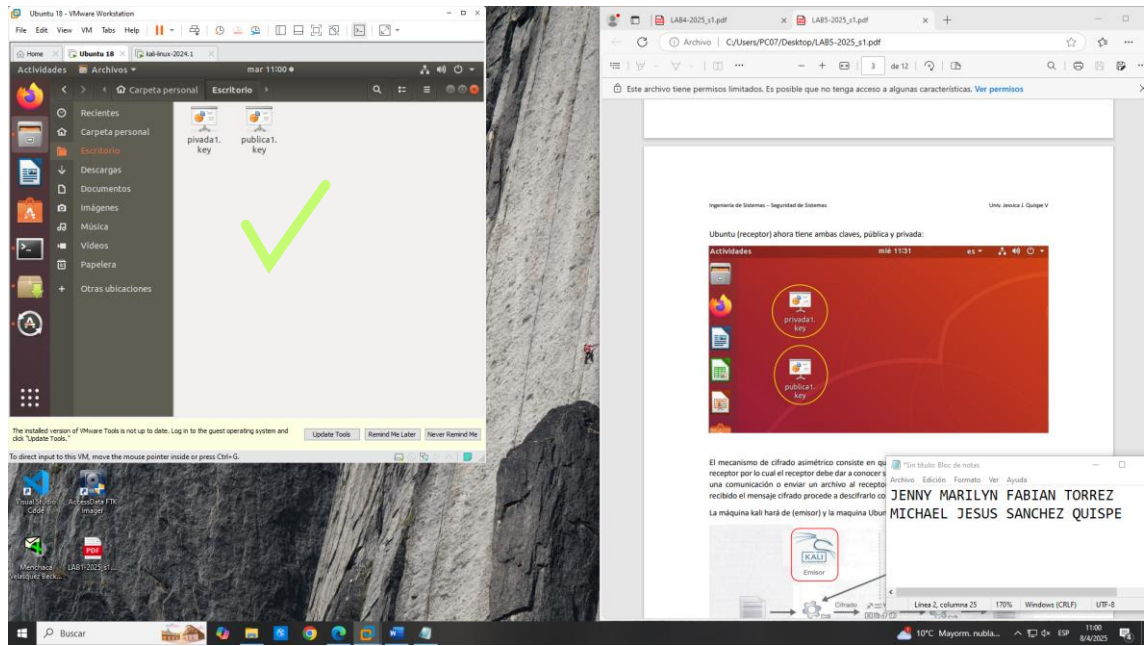 Ubuntu 18 - VMware Workstation
File Edit View VM Tabs Help
Home
Ubuntu 18
kali-linux-2024.1
Actividades
Archivos
mar 11:00
Carpeta personal
Escritorio
Recientes
Carpeta personal
Escritorio
Descargas
Documentos
Imágenes
Música
Vídeos
Papelera
Otras ubicaciones
pivada1.
key
publica1.
key
The installed version of VMware Tools is not up to date. Log in to the guest operating system and
click "Update Tools."
Update Tools
Remind Me Later
Never Remind Me
To direct input to this VM, move the mouse pointer inside or press Ctrl+G.
Visual Studio
Code
AccessData FTK
Imager
Menchaca
Velasquez Beck...
PDF
LAB1-2025_s1...
LAB4-2025_s1.pdf
LAB5-2025_s1.pdf
Archivo
C:/Users/PC07/Desktop/LAB5-2025_s1.pdf
3
de 12
Este archivo tiene permisos limitados. Es posible que no tenga acceso a algunas características. Ver permisos
Ingeniería de Sistemas – Seguridad de Sistemas
Univ. Jessica J. Quispe V
Ubuntu (receptor) ahora tiene ambas claves, pública y privada:
Actividades
mié 11:31
es
privada1.
key
publica1.
key
El mecanismo de cifrado asimétrico consiste en qu
receptor por lo cual el receptor debe dar a conocer s
una comunicación o enviar un archivo al recepto
recibido el mensaje cifrado procede a descifrarlo co
La máquina kali hará de (emisor) y la maquina Ubun
KALI
Emisor
Cifrado
*Sin título: Bloc de notas
Archivo Edición Formato Ver Ayuda
JENNY MARILYN FABIAN TORREZ
MICHAEL JESUS SANCHEZ QUISPE
Línea 2, columna 25
170%
Windows (CRLF)
UTF-8
Buscar
10°C Mayorm. nubla...
ESP
11:00
8/4/2025